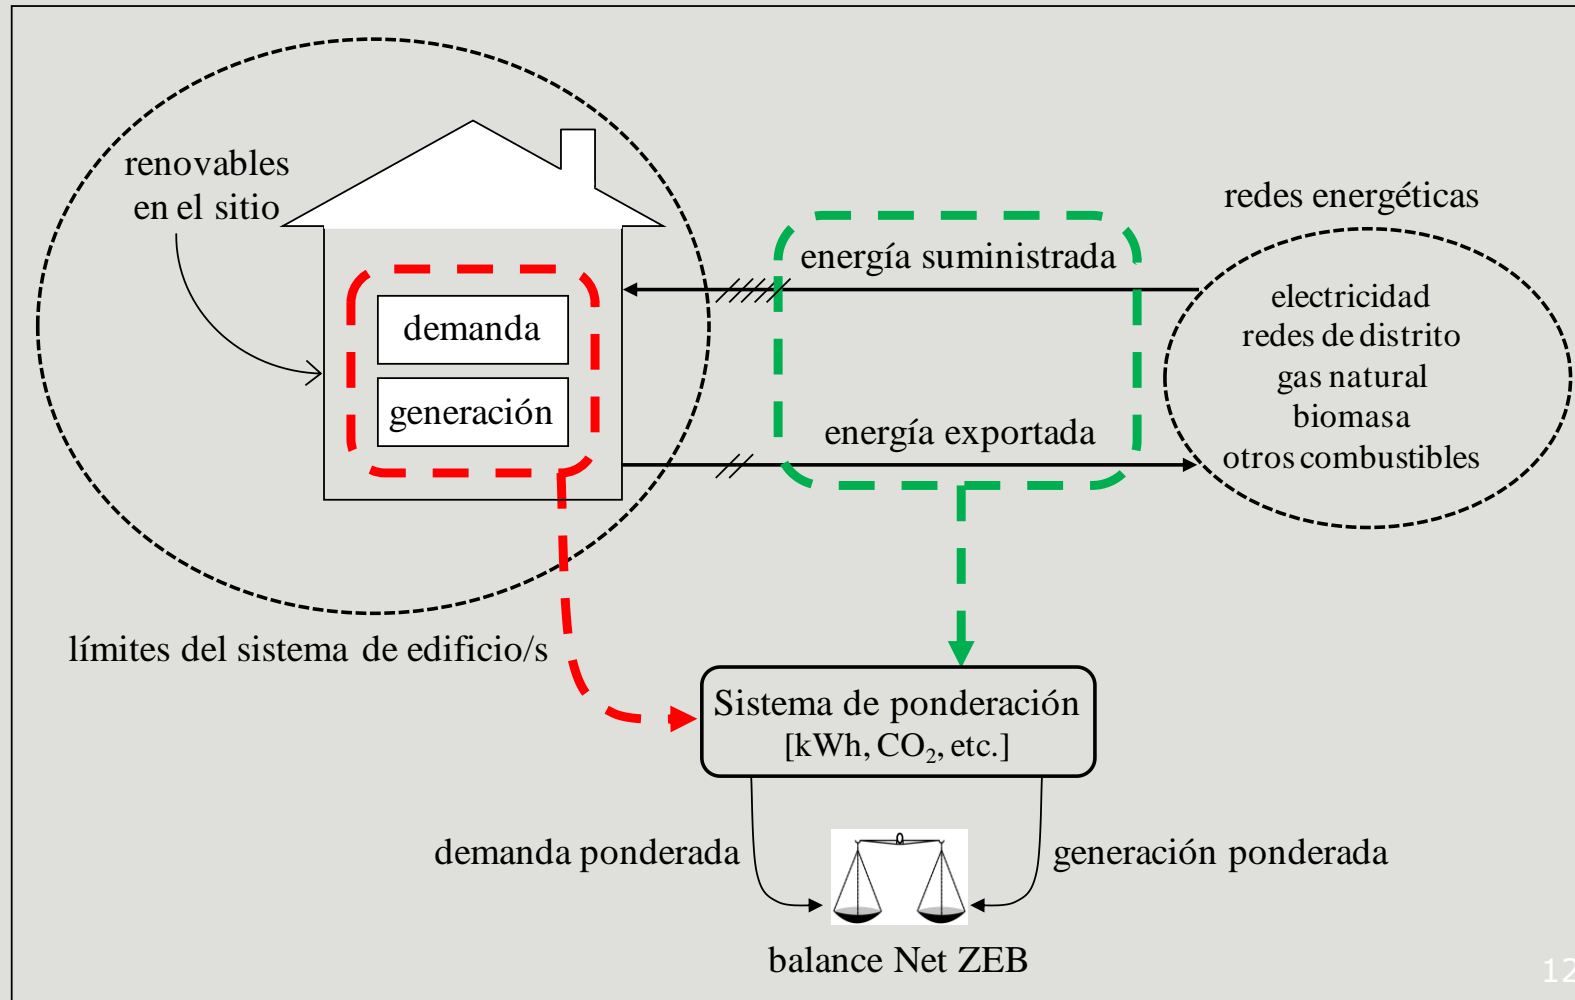 renovables
en el sitio
demanda
generación
límites del sistema de edificio/s
energía suministrada
energía exportada
redes energéticas
electricidad
redes de distrito
gas natural
biomasa
otros combustibles
Sistema de ponderación
[kWh, CO₂, etc.]
demanda ponderada
generación ponderada
balance Net ZEB
12